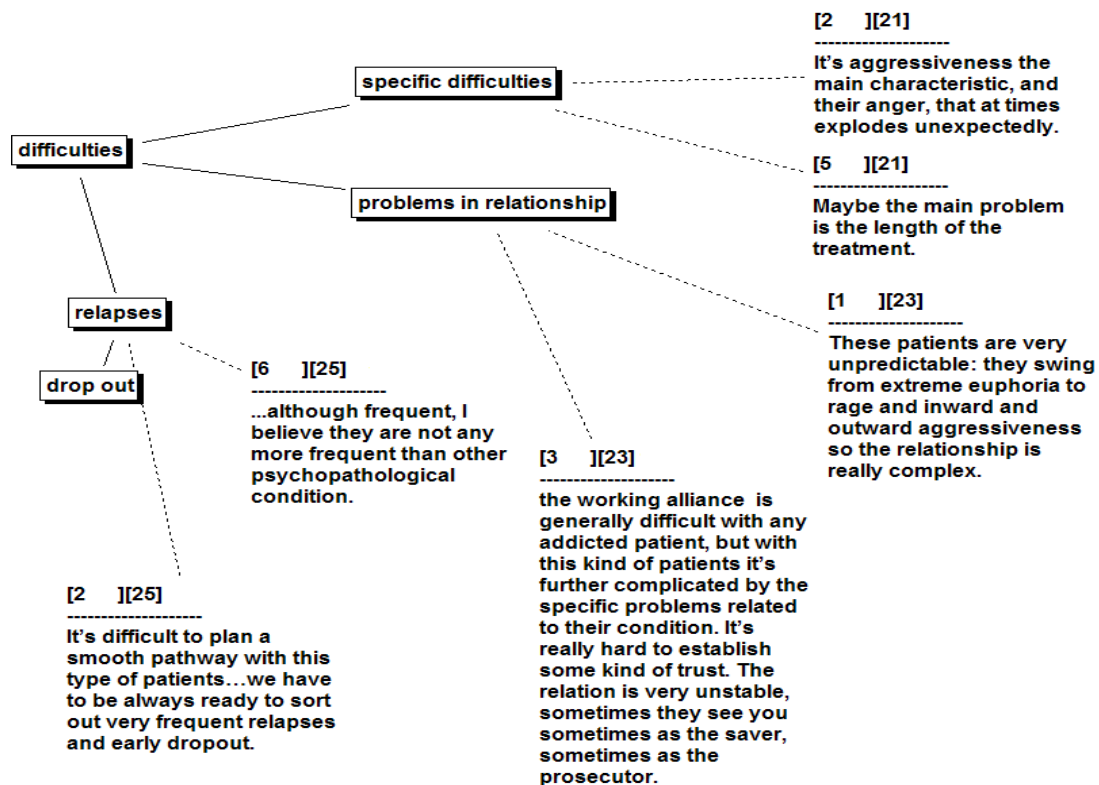 difficulties
specific difficulties
[2      ][21]
--------------------
It’s aggressiveness the
main characteristic, and
their anger, that at times
explodes unexpectedly.
[5      ][21]
--------------------
Maybe the main problem
is the length of the
treatment.
problems in relationship
[1      ][23]
--------------------
These patients are very
unpredictable: they swing
from extreme euphoria to
rage and inward and
outward aggressiveness
so the relationship is
really complex.
[3      ][23]
--------------------
the working alliance  is
generally difficult with any
addicted patient, but with
this kind of patients it’s
further complicated by the
specific problems related
to their condition. It’s
really hard to establish
some kind of trust. The
relation is very unstable,
sometimes they see you
sometimes as the saver,
sometimes as the
prosecutor.
relapses
drop out
[6      ][25]
--------------------
...although frequent, I
believe they are not any
more frequent than other
psychopathological
condition.
[2      ][25]
--------------------
It’s difficult to plan a
smooth pathway with this
type of patients…we have
to be always ready to sort
out very frequent relapses
and early dropout.